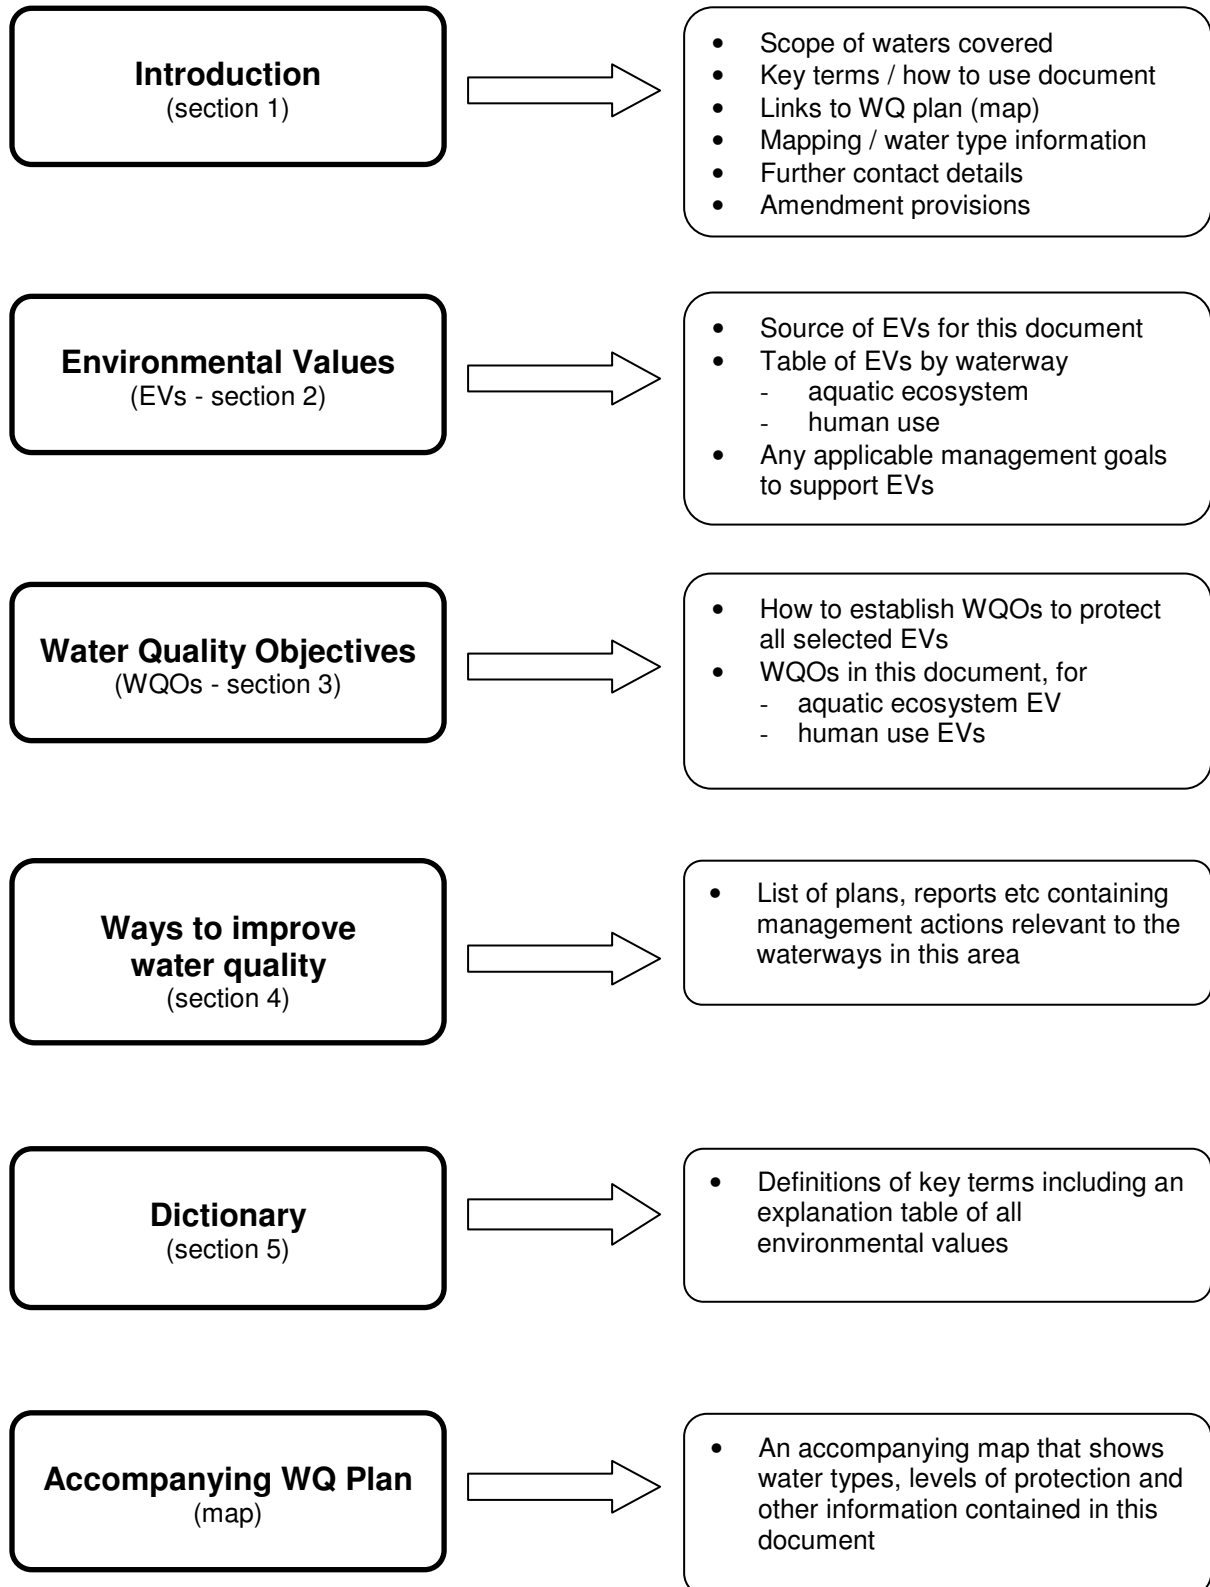 Introduction
(section 1)
• Scope of waters covered
• Key terms / how to use document
• Links to WQ plan (map)
• Mapping / water type information
• Further contact details
• Amendment provisions
Environmental Values
(EVs - section 2)
• Source of EVs for this document
• Table of EVs by waterway
- aquatic ecosystem
- human use
• Any applicable management goals
to support EVs
Water Quality Objectives
(WQOs - section 3)
• How to establish WQOs to protect
all selected EVs
• WQOs in this document, for
- aquatic ecosystem EV
- human use EVs
Ways to improve
water quality
(section 4)
• List of plans, reports etc containing
management actions relevant to the
waterways in this area
Dictionary
(section 5)
• Definitions of key terms including an
explanation table of all
environmental values
Accompanying WQ Plan
(map)
• An accompanying map that shows
water types, levels of protection and
other information contained in this
document